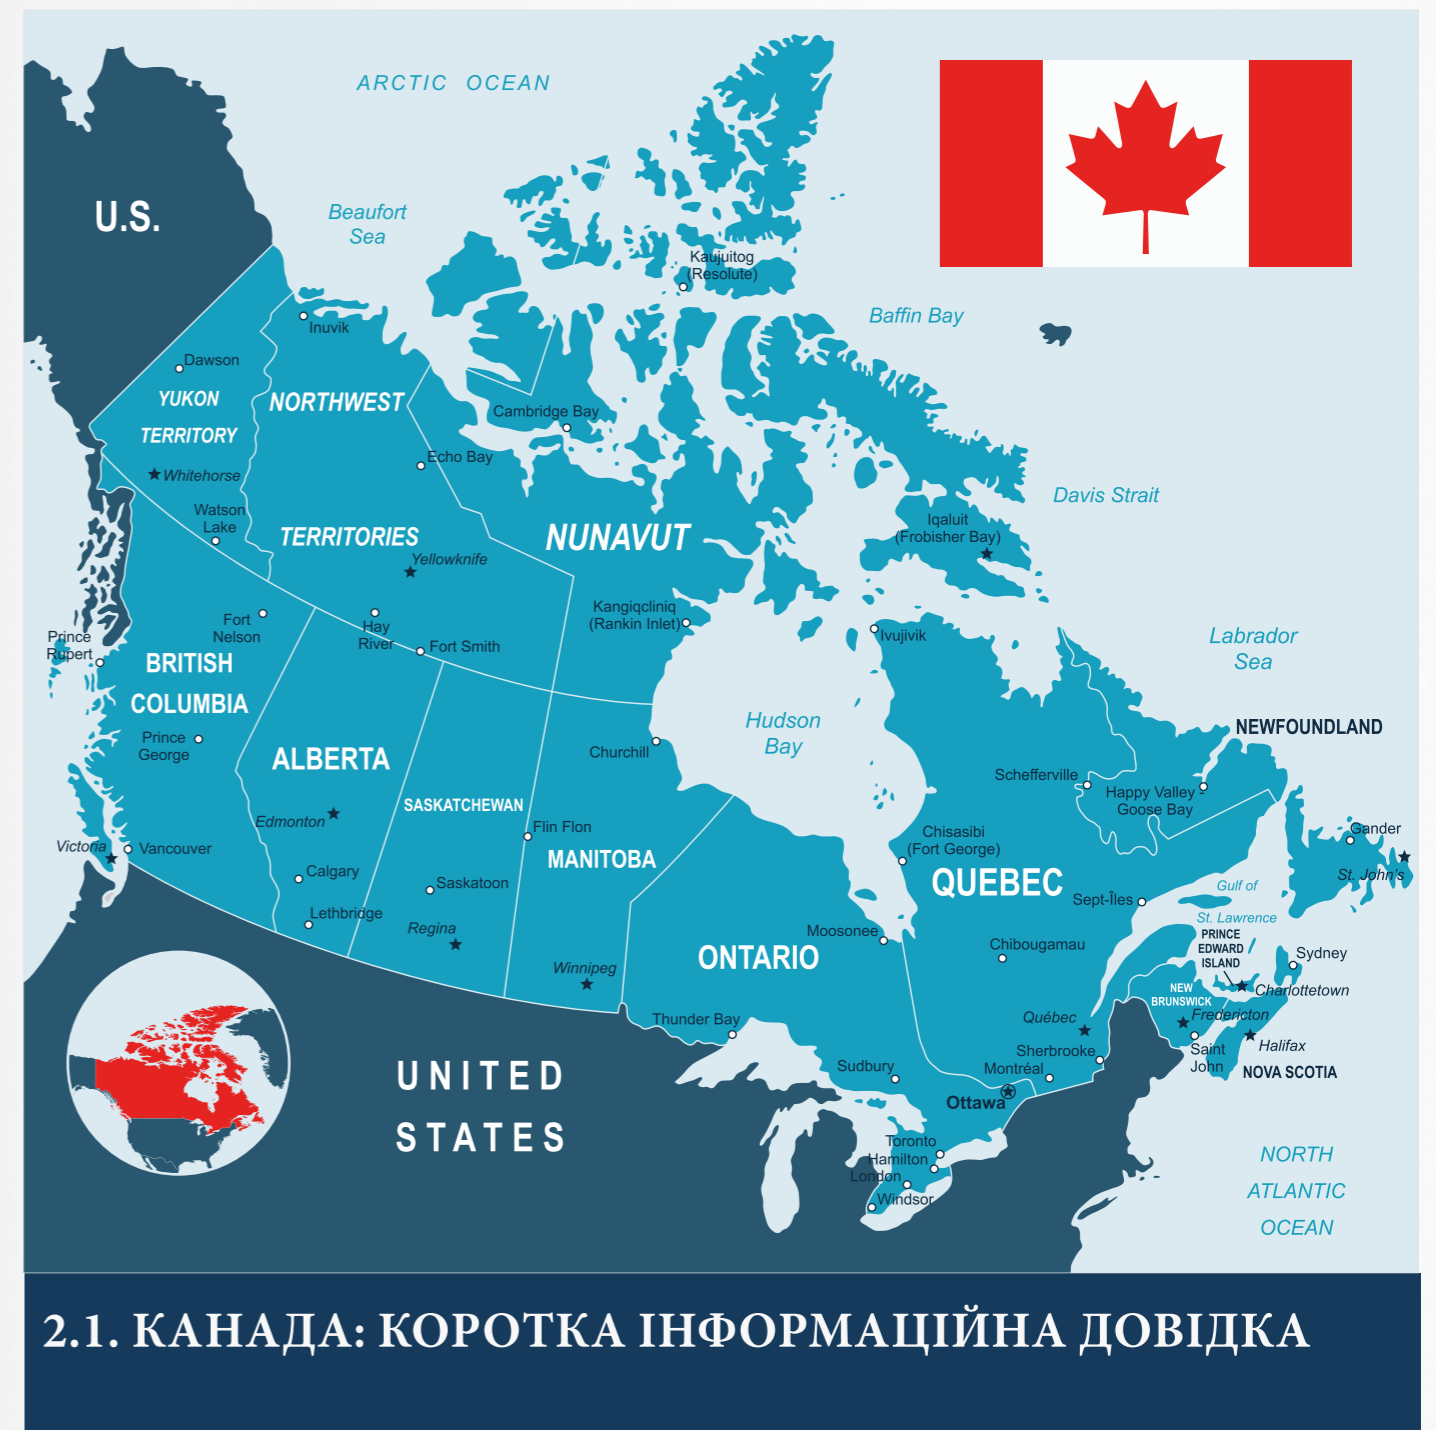 ARCTIC OCEAN
U.S.
Beaufort
Sea
Kaujuitog
(Resolute)
Baffin Bay
Inuvik
Dawson
YUKON
TERRITORY
NORTHWEST
Cambridge Bay
Echo Bay
Whitehorse
Davis Strait
Watson
Lake
TERRITORIES
NUNAVUT
Iqaluit
(Frobisher Bay)
Yellowknife
Kangiqcliniq
(Rankin Inlet)
Fort
Nelson
Hay
River
Fort Smith
Ivujivik
Prince
Rupert
BRITISH
COLUMBIA
Labrador
Sea
Hudson
Bay
NEWFOUNDLAND
Prince
George
ALBERTA
Churchill
Schefferville
Happy Valley -
Goose Bay
SASKATCHEWAN
Edmonton
Flin Flon
Chisasibi
(Fort George)
Gander
Victoria
Vancouver
MANITOBA
Calgary
Saskatoon
QUEBEC
St. John's
Gulf of
St. Lawrence
Sept-Îles
Lethbridge
Regina
Moosonee
ONTARIO
Chibougamau
PRINCE
EDWARD
ISLAND
Sydney
Winnipeg
Charlottetown
NEW
BRUNSWICK
Fredericton
Thunder Bay
Québec
Sherbrooke
Saint
John
Halifax
NOVA SCOTIA
Sudbury
Montréal
Ottawa
UNITED
STATES
Toronto
Hamilton
London
Windsor
NORTH
ATLANTIC
OCEAN
2.1. КАНАДА: КОРОТКА ІНФОРМАЦІЙНА ДОВІДКА